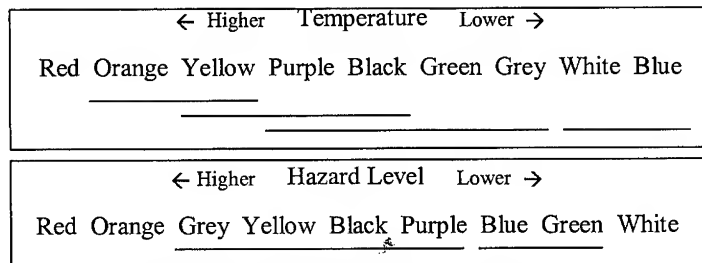 ← Higher Temperature Lower →
Red Orange Yellow Purple Black Green Grey White Blue
← Higher Hazard Level Lower →
Red Orange Grey Yellow Black Purple Blue Green White